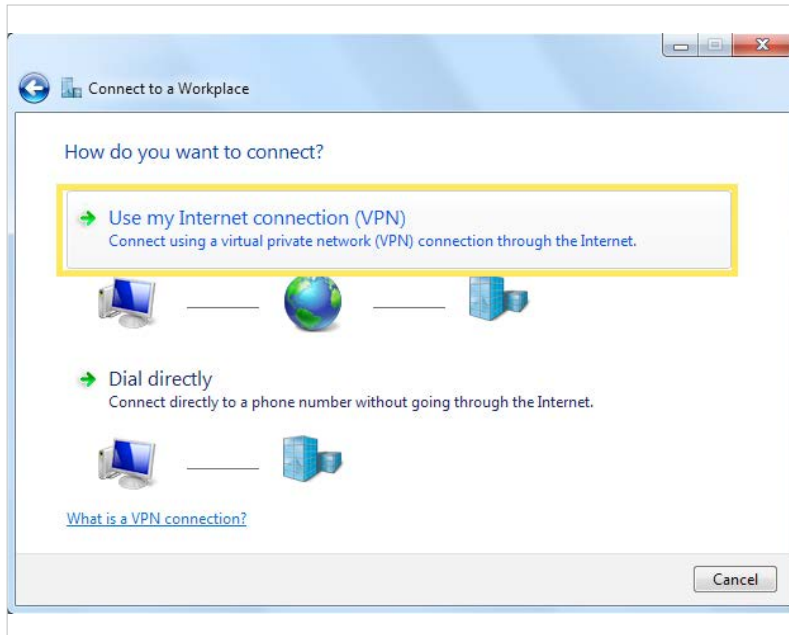 Connect to a Workplace
How do you want to connect?
Use my Internet connection (VPN)
Connect using a virtual private network (VPN) connection through the Internet.
Dial directly
Connect directly to a phone number without going through the Internet.
What is a VPN connection?
Cancel